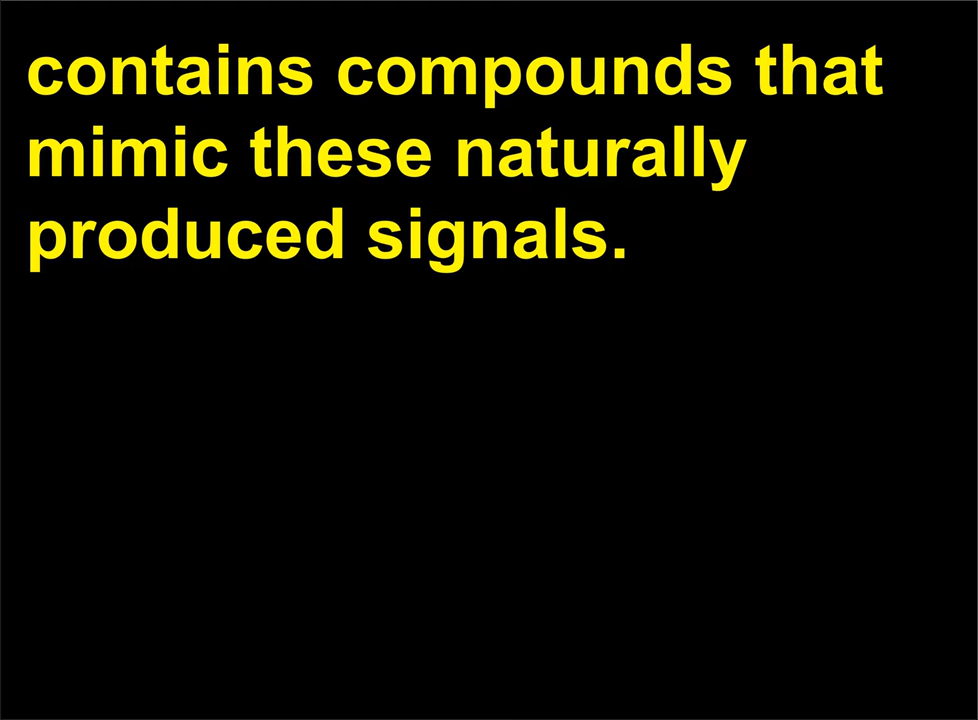 contains compounds that
mimic these naturally
produced signals.